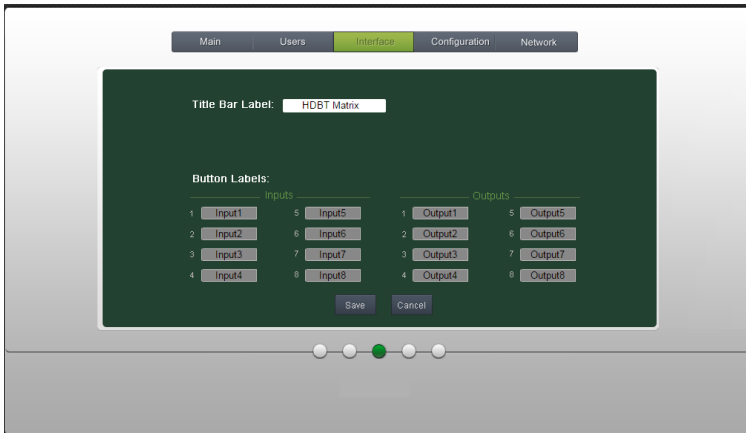 Main Users Interface Configuration Network
Title Bar Label: HDBT Matrix
Button Labels:
Inputs Outputs
1 Input1 5 Input5 1 Output1 5 Output5
2 Input2 6 Input6 2 Output2 6 Output6
3 Input3 7 Input7 3 Output3 7 Output7
4 Input4 8 Input8 4 Output4 8 Output8
Save Cancel